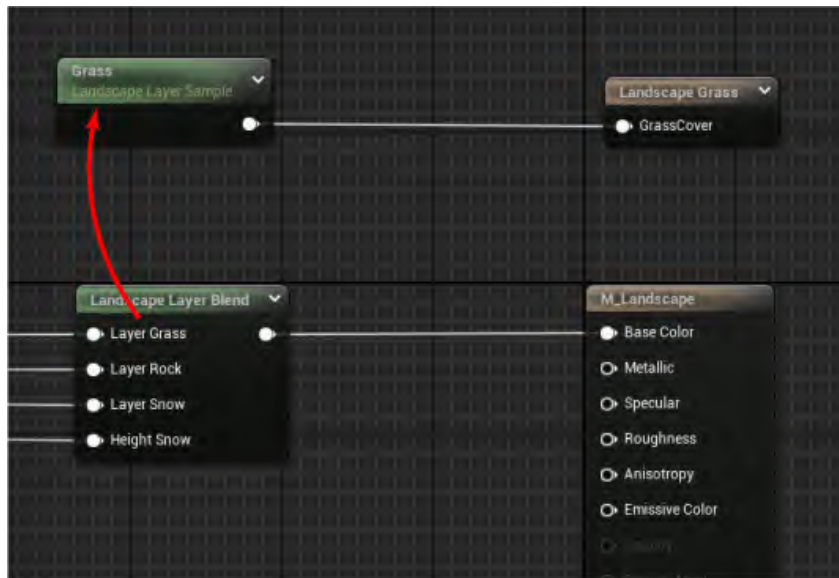 Grass
Landscape Layer Sample
Landscape Grass
GrassCover
Landscape Layer Blend
Layer Grass
Layer Rock
Layer Snow
Height Snow
M_Landscape
Base Color
Metallic
Specular
Roughness
Anisotropy
Emissive Color